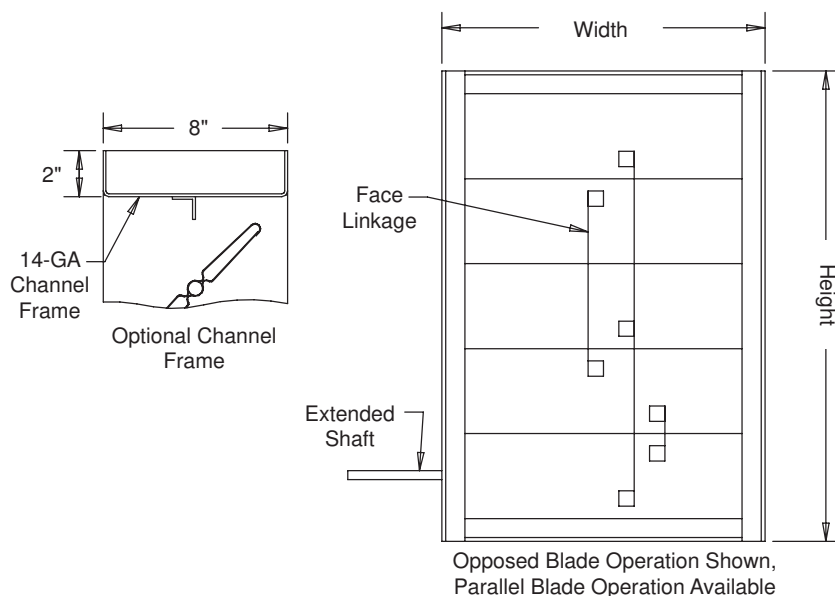 8"
2"
14-GA
Channel
Frame
Optional Channel
Frame
Width
Face
Linkage
Height
Extended
Shaft
Opposed Blade Operation Shown,
Parallel Blade Operation Available